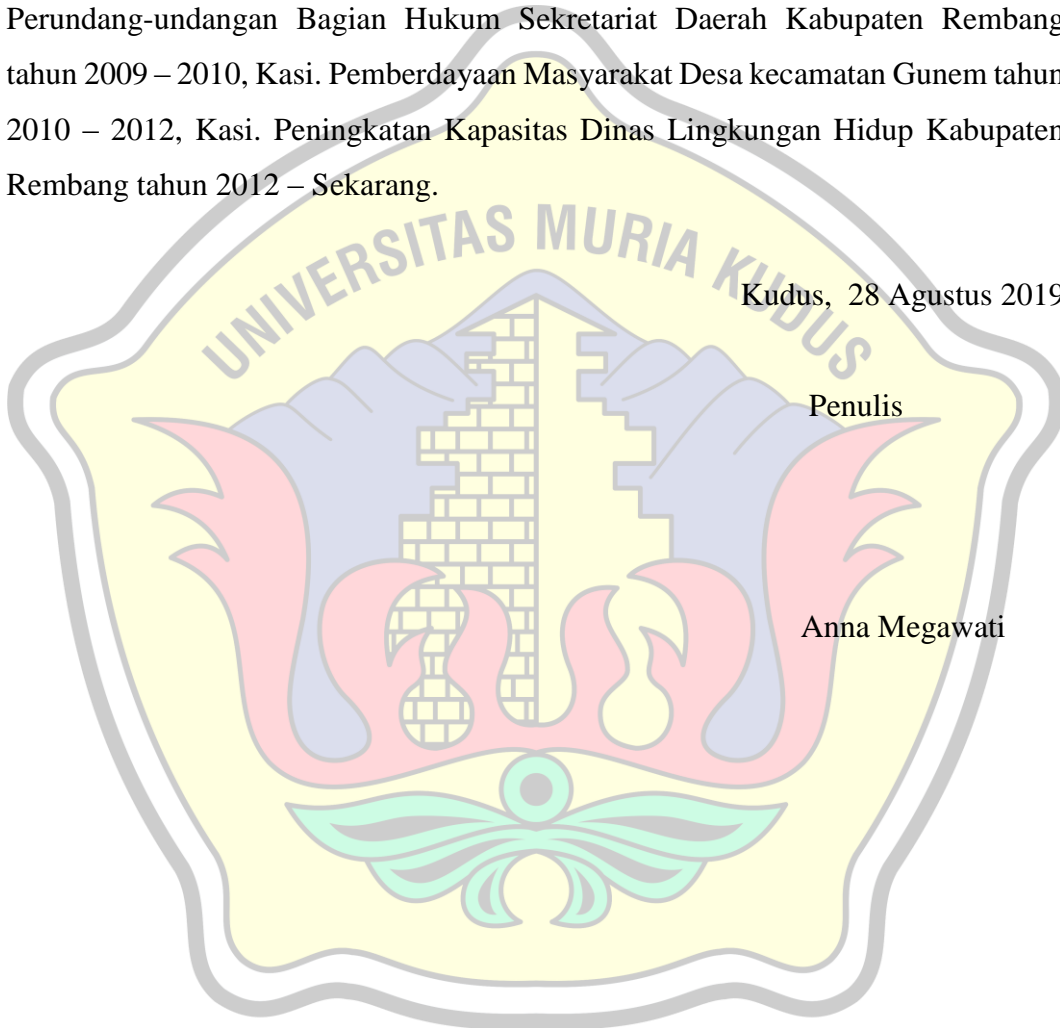 Perundang-undangan Bagian Hukum Sekretariat Daerah Kabupaten Rembang
tahun 2009 – 2010, Kasi. Pemberdayaan Masyarakat Desa kecamatan Gunem tahun
2010 – 2012, Kasi. Peningkatan Kapasitas Dinas Lingkungan Hidup Kabupaten
Rembang tahun 2012 – Sekarang.
UNIVERSITAS MURIA KUDUS
Kudus, 28 Agustus 2019
Penulis
Anna Megawati